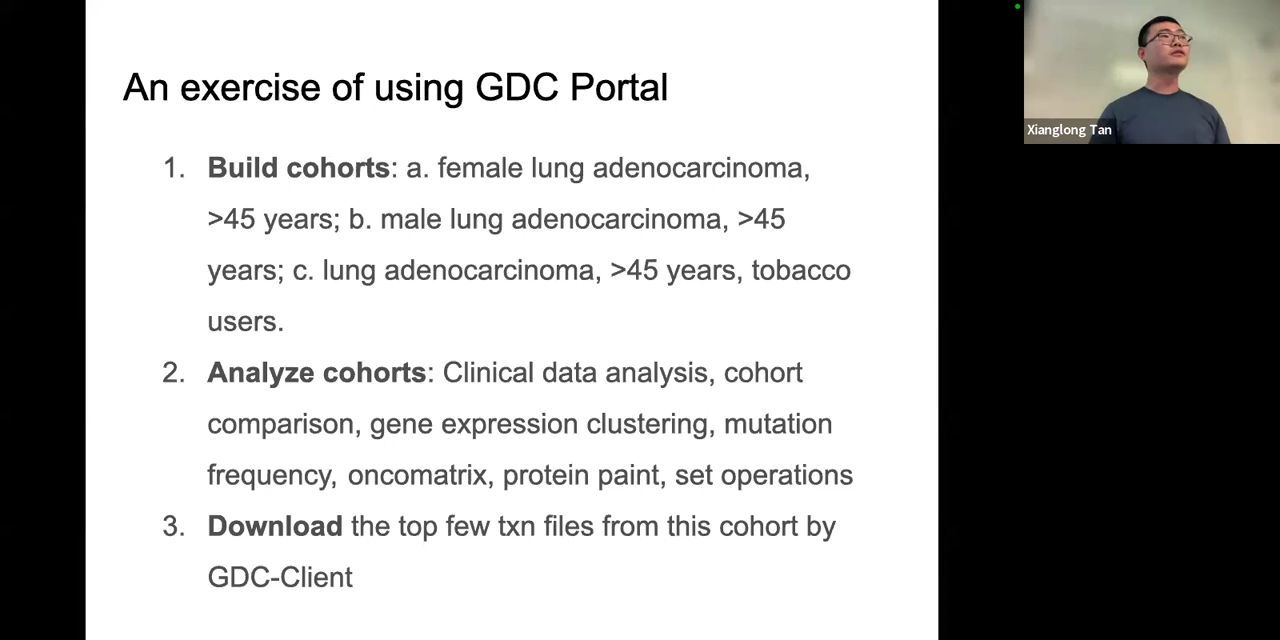 An exercise of using GDC Portal
1. Build cohorts: a. female lung adenocarcinoma,
>45 years; b. male lung adenocarcinoma, >45
years; c. lung adenocarcinoma, >45 years, tobacco
users.
2. Analyze cohorts: Clinical data analysis, cohort
comparison, gene expression clustering, mutation
frequency, oncomatrix, protein paint, set operations
3. Download the top few txn files from this cohort by
GDC-Client
Xianglong Tan